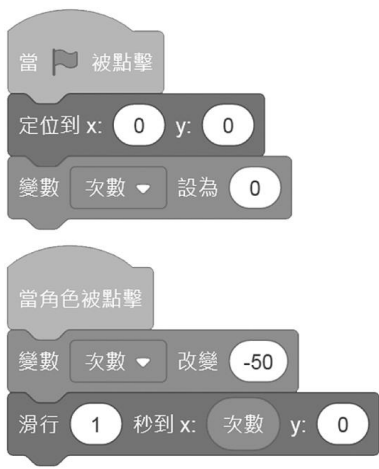 當 被點擊
定位到 x: 0 y: 0
變數 次數 設為 0
當角色被點擊
變數 次數 改變 -50
滑行 1 秒到 x: 次數 y: 0